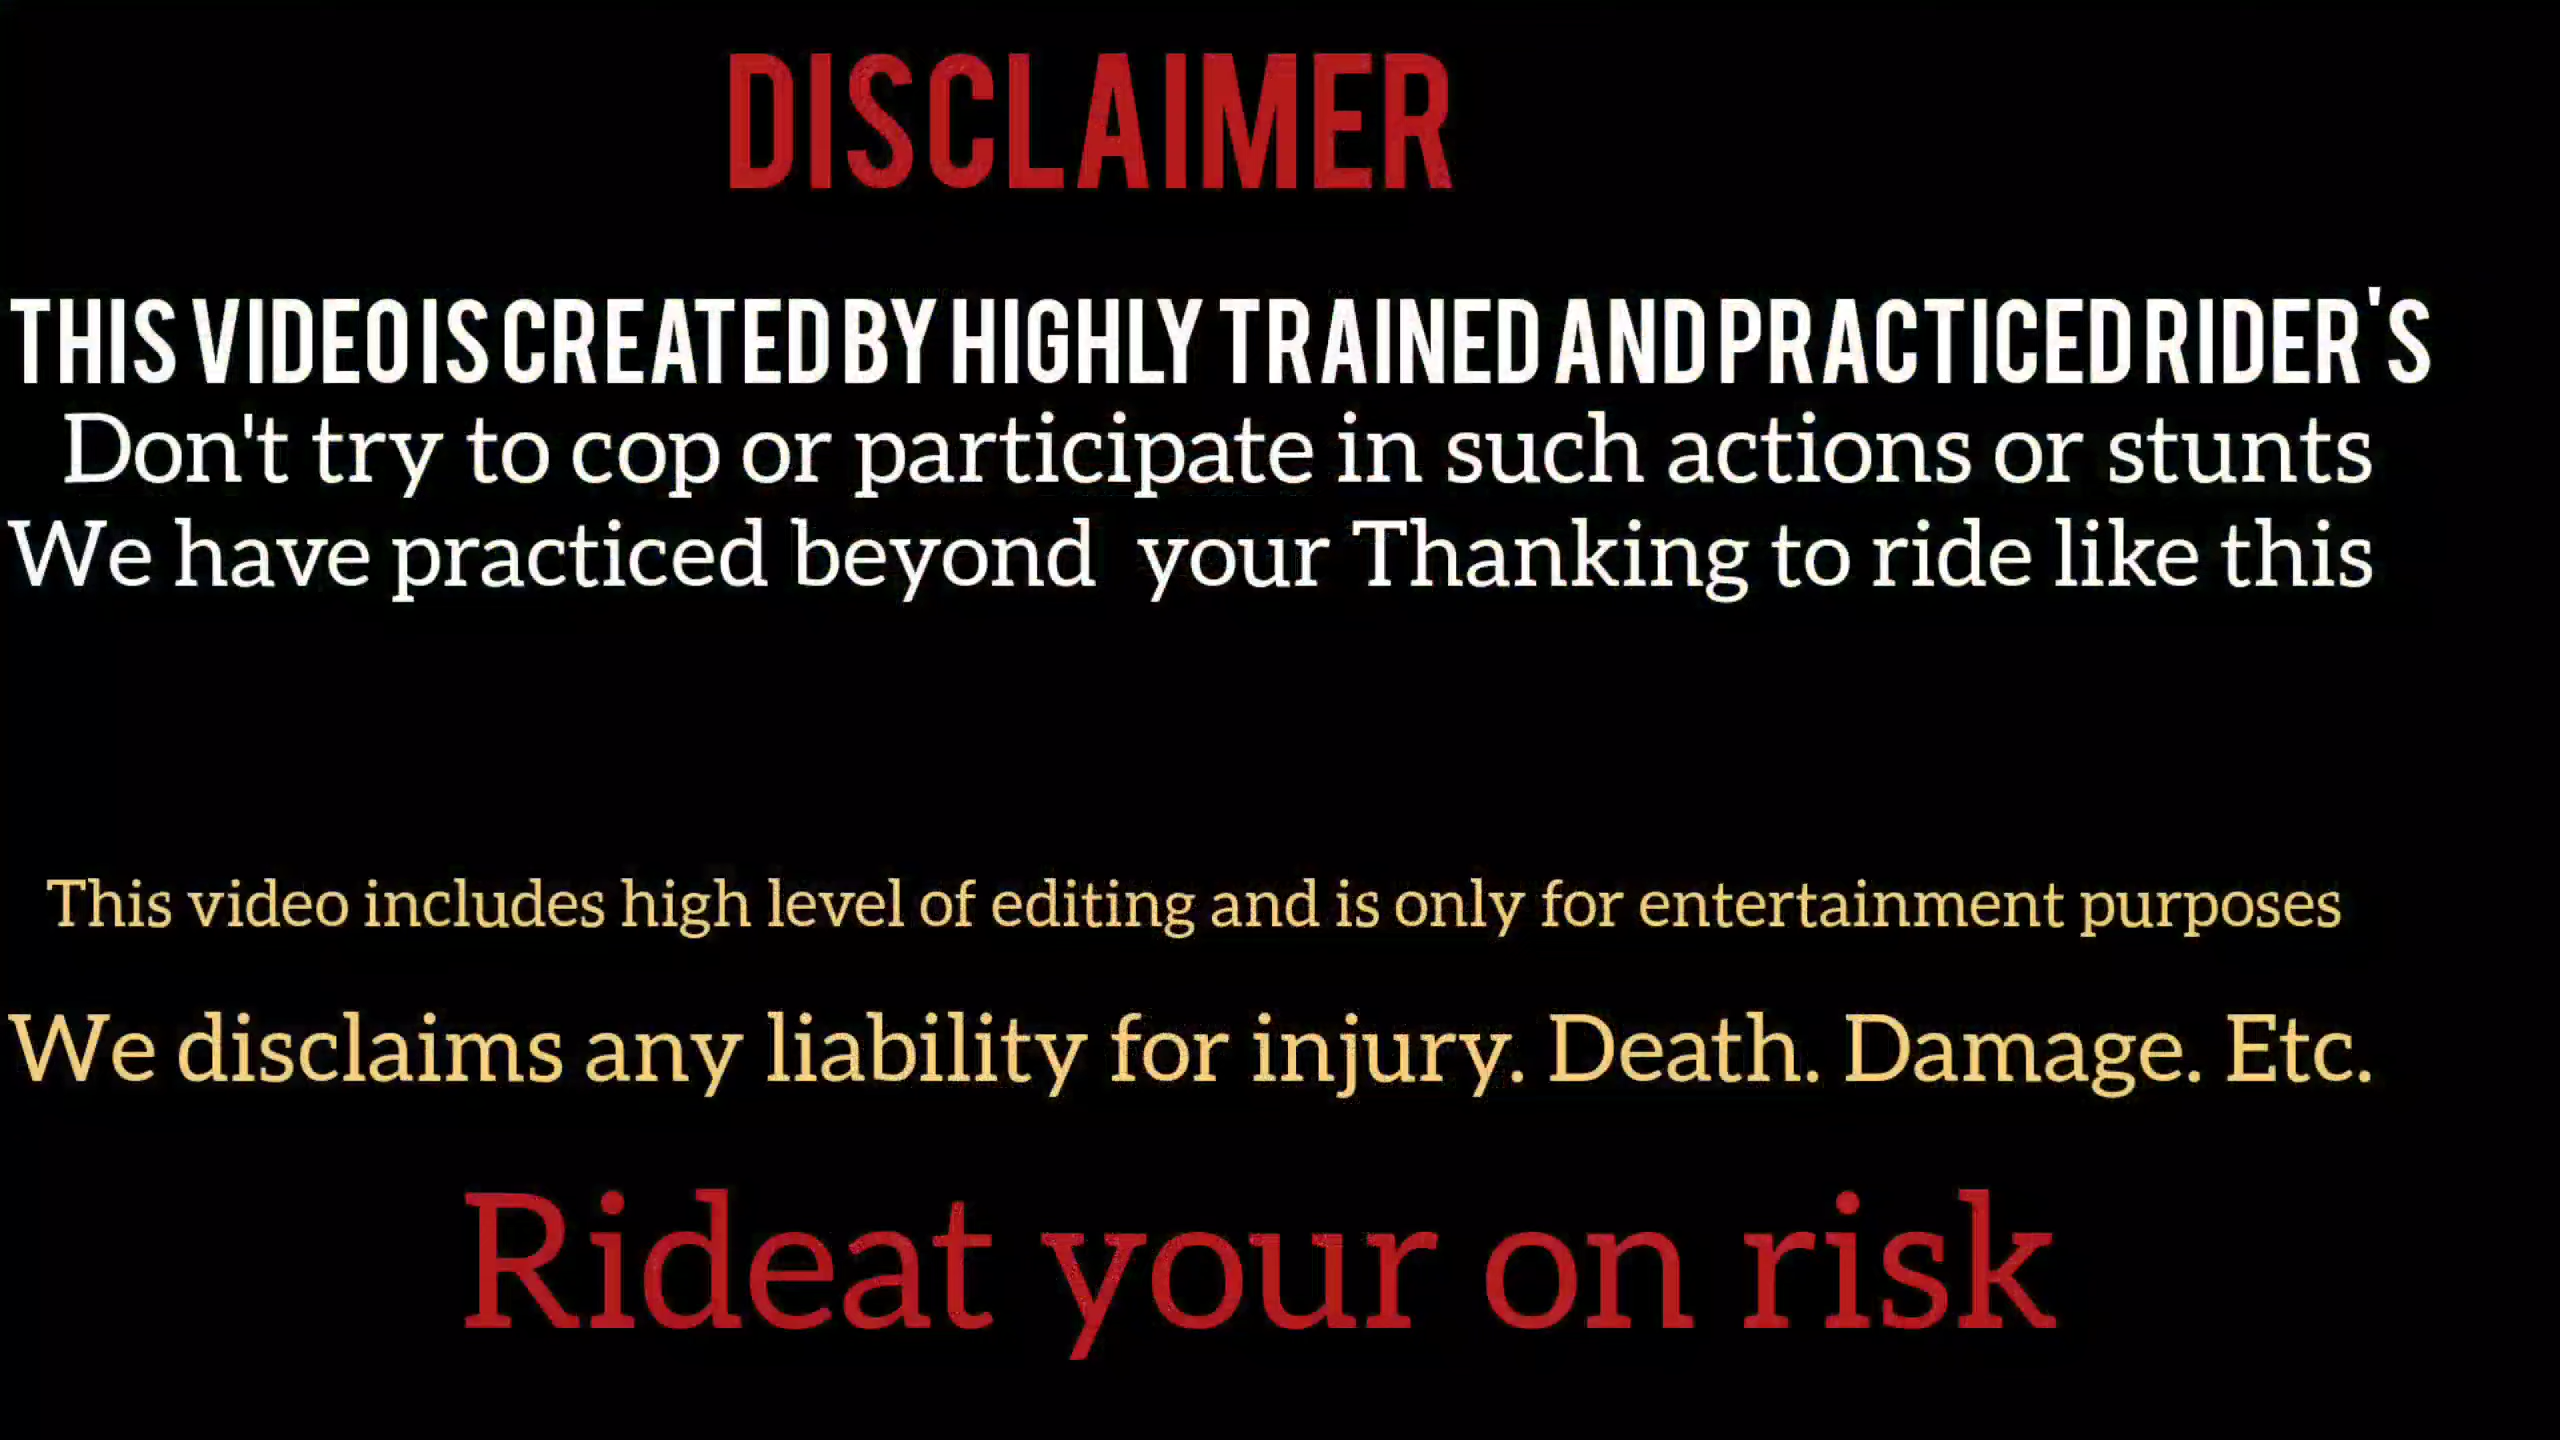 DISCLAIMER
THIS VIDEO IS CREATED BY HIGHLY TRAINED AND PRACTICED RIDER'S
Don't try to cop or participate in such actions or stunts
We have practiced beyond your Thanking to ride like this
This video includes high level of editing and is only for entertainment purposes
We disclaims any liability for injury. Death. Damage. Etc.
Rideat your on risk